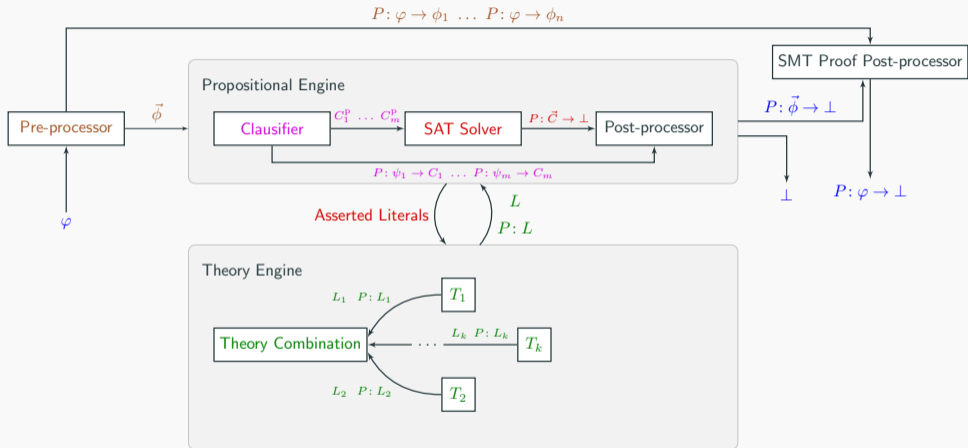 P: φ → ϕ₁ … P: φ → ϕₙ
SMT Proof Post-processor
Propositional Engine
Pre-processor
ϕ⃗
Clausifier
C₁ᵖ … Cₘᵖ
SAT Solver
P: C⃗ → ⊥
Post-processor
P: ϕ⃗ → ⊥
P: ψ₁ → C₁ … P: ψₘ → Cₘ
φ
⊥
P: φ → ⊥
Asserted Literals
L
P: L
Theory Engine
L₁ P: L₁
T₁
Theory Combination
…
Lₖ P: Lₖ
Tₖ
L₂ P: L₂
T₂